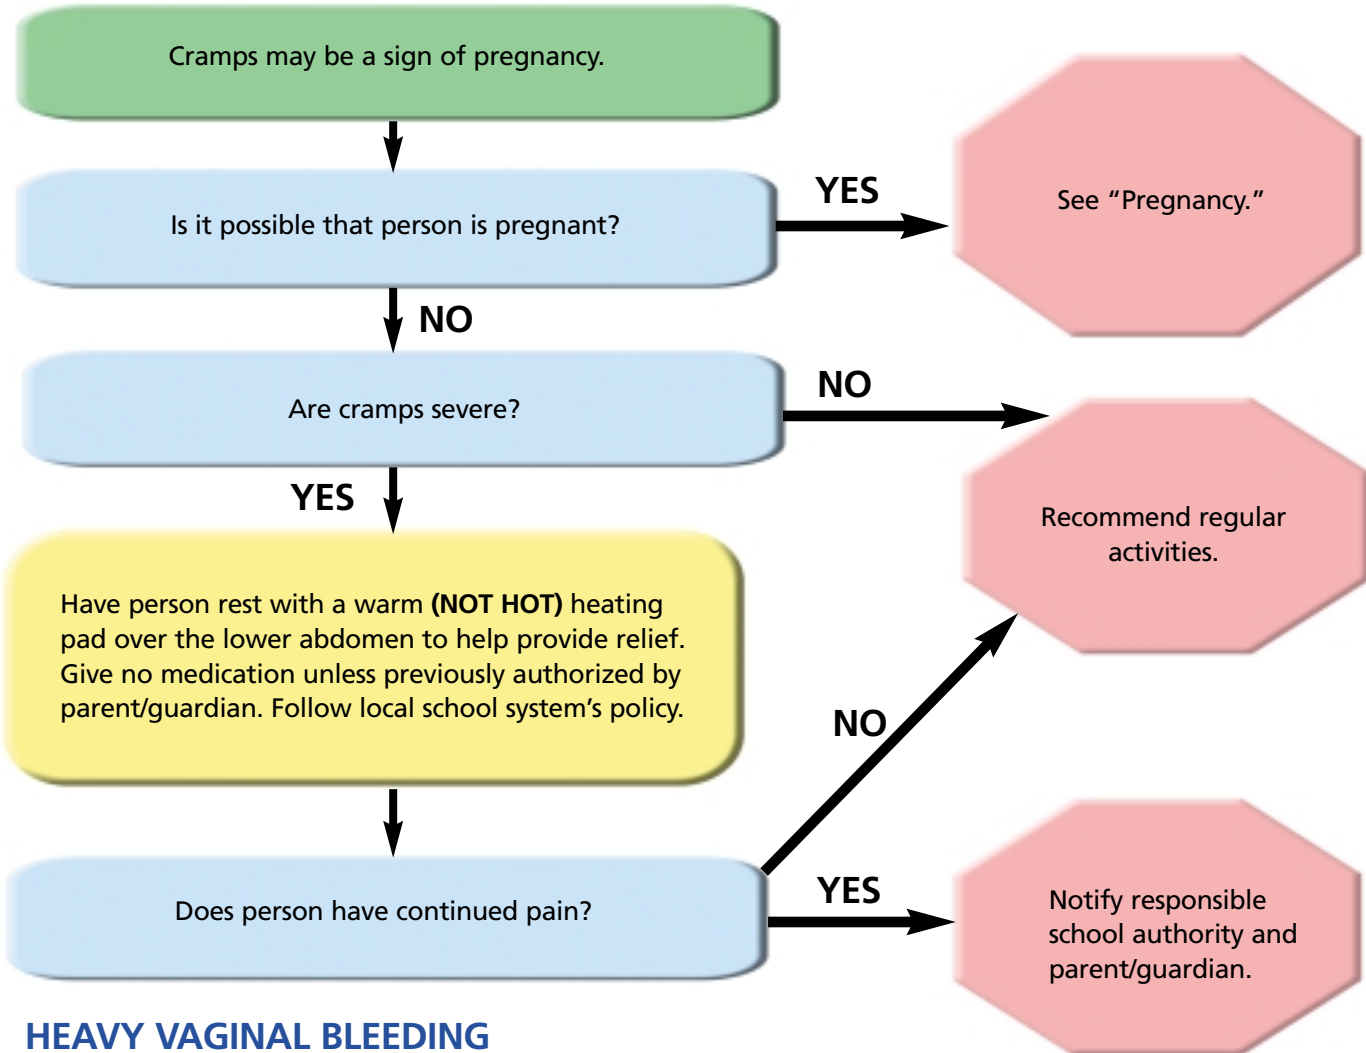 Cramps may be a sign of pregnancy.
Is it possible that person is pregnant?
YES
See “Pregnancy.”
NO
Are cramps severe?
NO
Recommend regular
activities.
YES
Have person rest with a warm (NOT HOT) heating
pad over the lower abdomen to help provide relief.
Give no medication unless previously authorized by
parent/guardian. Follow local school system’s policy.
NO
Does person have continued pain?
YES
Notify responsible
school authority and
parent/guardian.
HEAVY VAGINAL BLEEDING